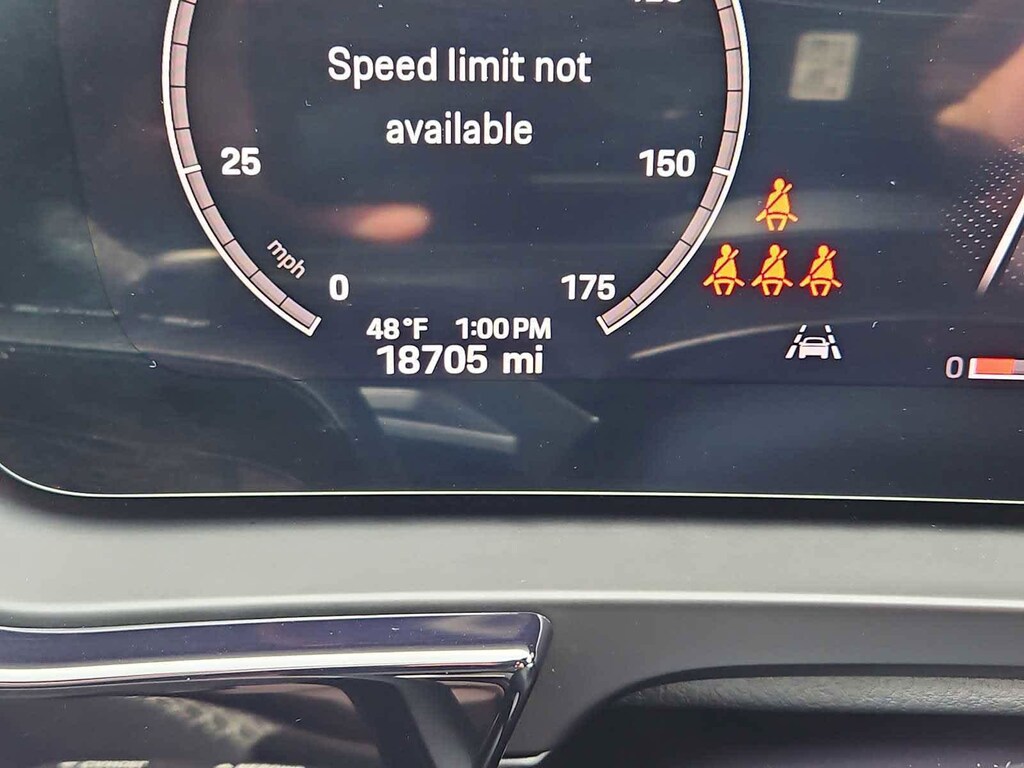 Speed limit not
available
25
150
mph
0
175
48°F 1:00 PM
18705 mi
0